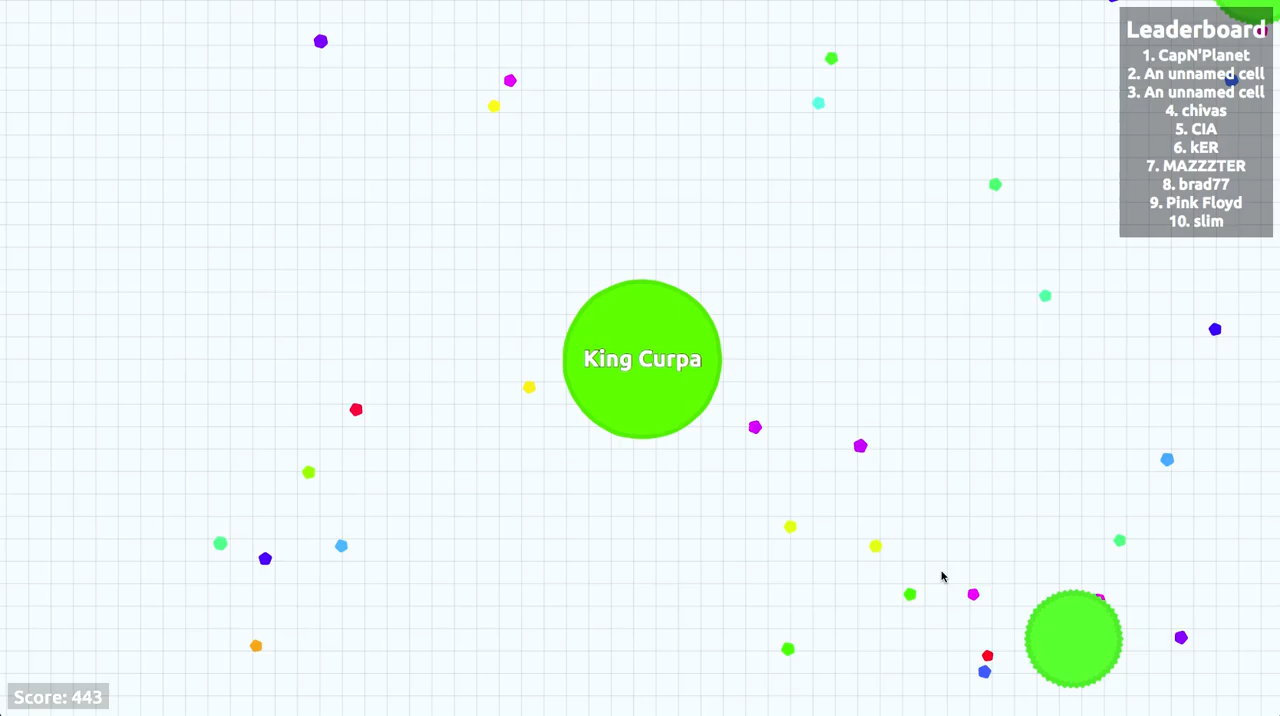 Leaderboard
1. CapN'Planet
2. An unnamed cell
3. An unnamed cell
4. chivas
5. CIA
6. kER
7. MAZZZTER
8. brad77
9. Pink Floyd
10. slim
King Curpa
Score: 443